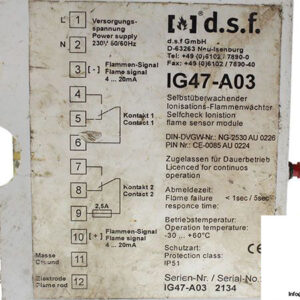 L 1 Versorgungs-
spannung
N 2 Power supply
230V 50/60Hz
3 [-] Flammen-Signal
Flame signal
4 ... 20mA
4
5 Kontakt 1
Contact 1
6
7
8 Kontakt 2
Contact 2
9 2,5A
10 [+] Flammen Signal
Flame signal
4 ... 20mA
Masse 11
Ground
Elektrode 12
Flame rod
d.s.f.
d.s.f GmbH
D-63263 Neu-Isenburg
Tel: +49 (0)6102/ 7890-0
Fax: +49 (0)6102 / 7890-40
IG47-A03
Selbstüberwachender
Ionisations-Flammenwächter
Selfcheck Ionistion
flame sensor module
DIN-DVGW-Nr.: NG-2530 AU 0226
PIN Nr.: CE-0085 AU 0224
Zugelassen für Dauerbetrieb
Licenced for continuos
operation
Abmeldezeit:
Flame failure < 1sec/ 5sec
responce time:
Betriebstemperatur:
Operation temperature:
-30 ... +60°C
Schutzart:
Protection class:
IP51
Serien-Nr. / Serial-No.:
IG47-A03 2134